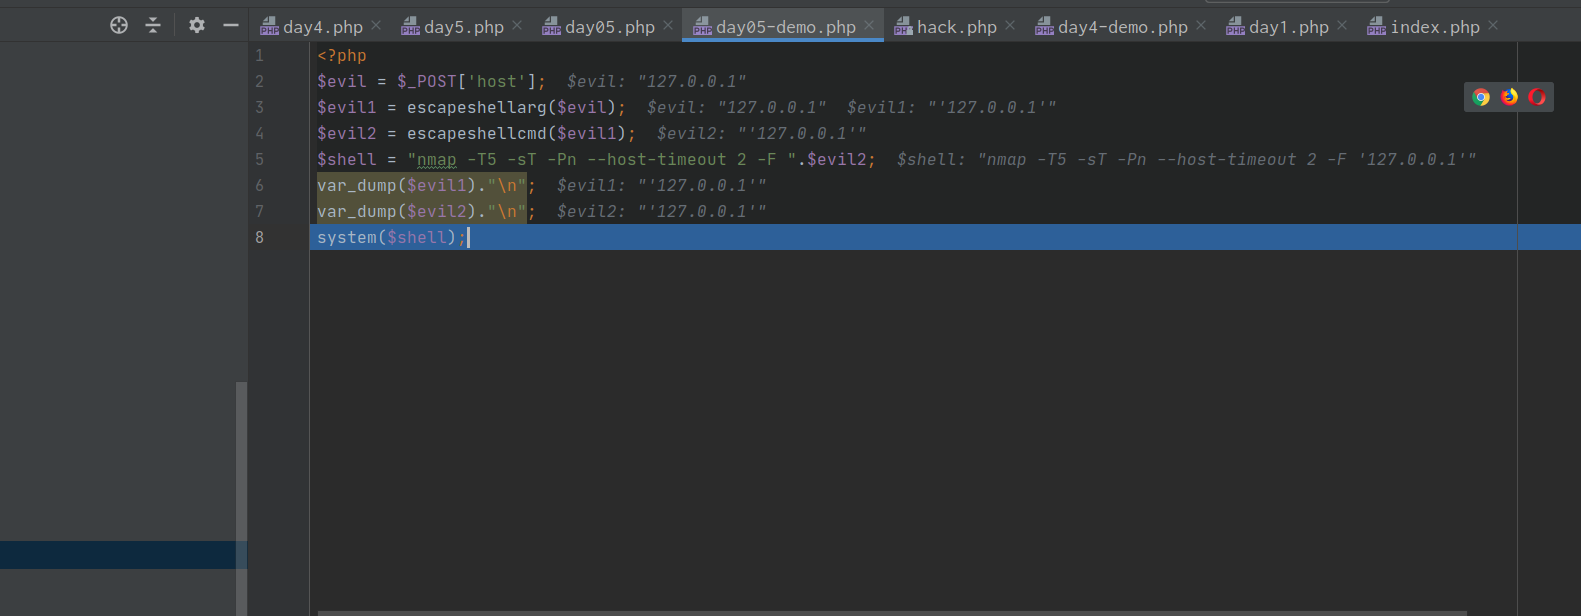 day4.php day5.php day05.php day05-demo.php hack.php day4-demo.php day1.php index.php
1 <?php
2 $evil = $_POST['host']; $evil: "127.0.0.1"
3 $evil1 = escapeshellarg($evil); $evil: "127.0.0.1" $evil1: "'127.0.0.1'"
4 $evil2 = escapeshellcmd($evil1); $evil2: "'127.0.0.1'"
5 $shell = "nmap -T5 -sT -Pn --host-timeout 2 -F ".$evil2; $shell: "nmap -T5 -sT -Pn --host-timeout 2 -F '127.0.0.1'"
6 var_dump($evil1)."\n"; $evil1: "'127.0.0.1'"
7 var_dump($evil2)."\n"; $evil2: "'127.0.0.1'"
8 system($shell);